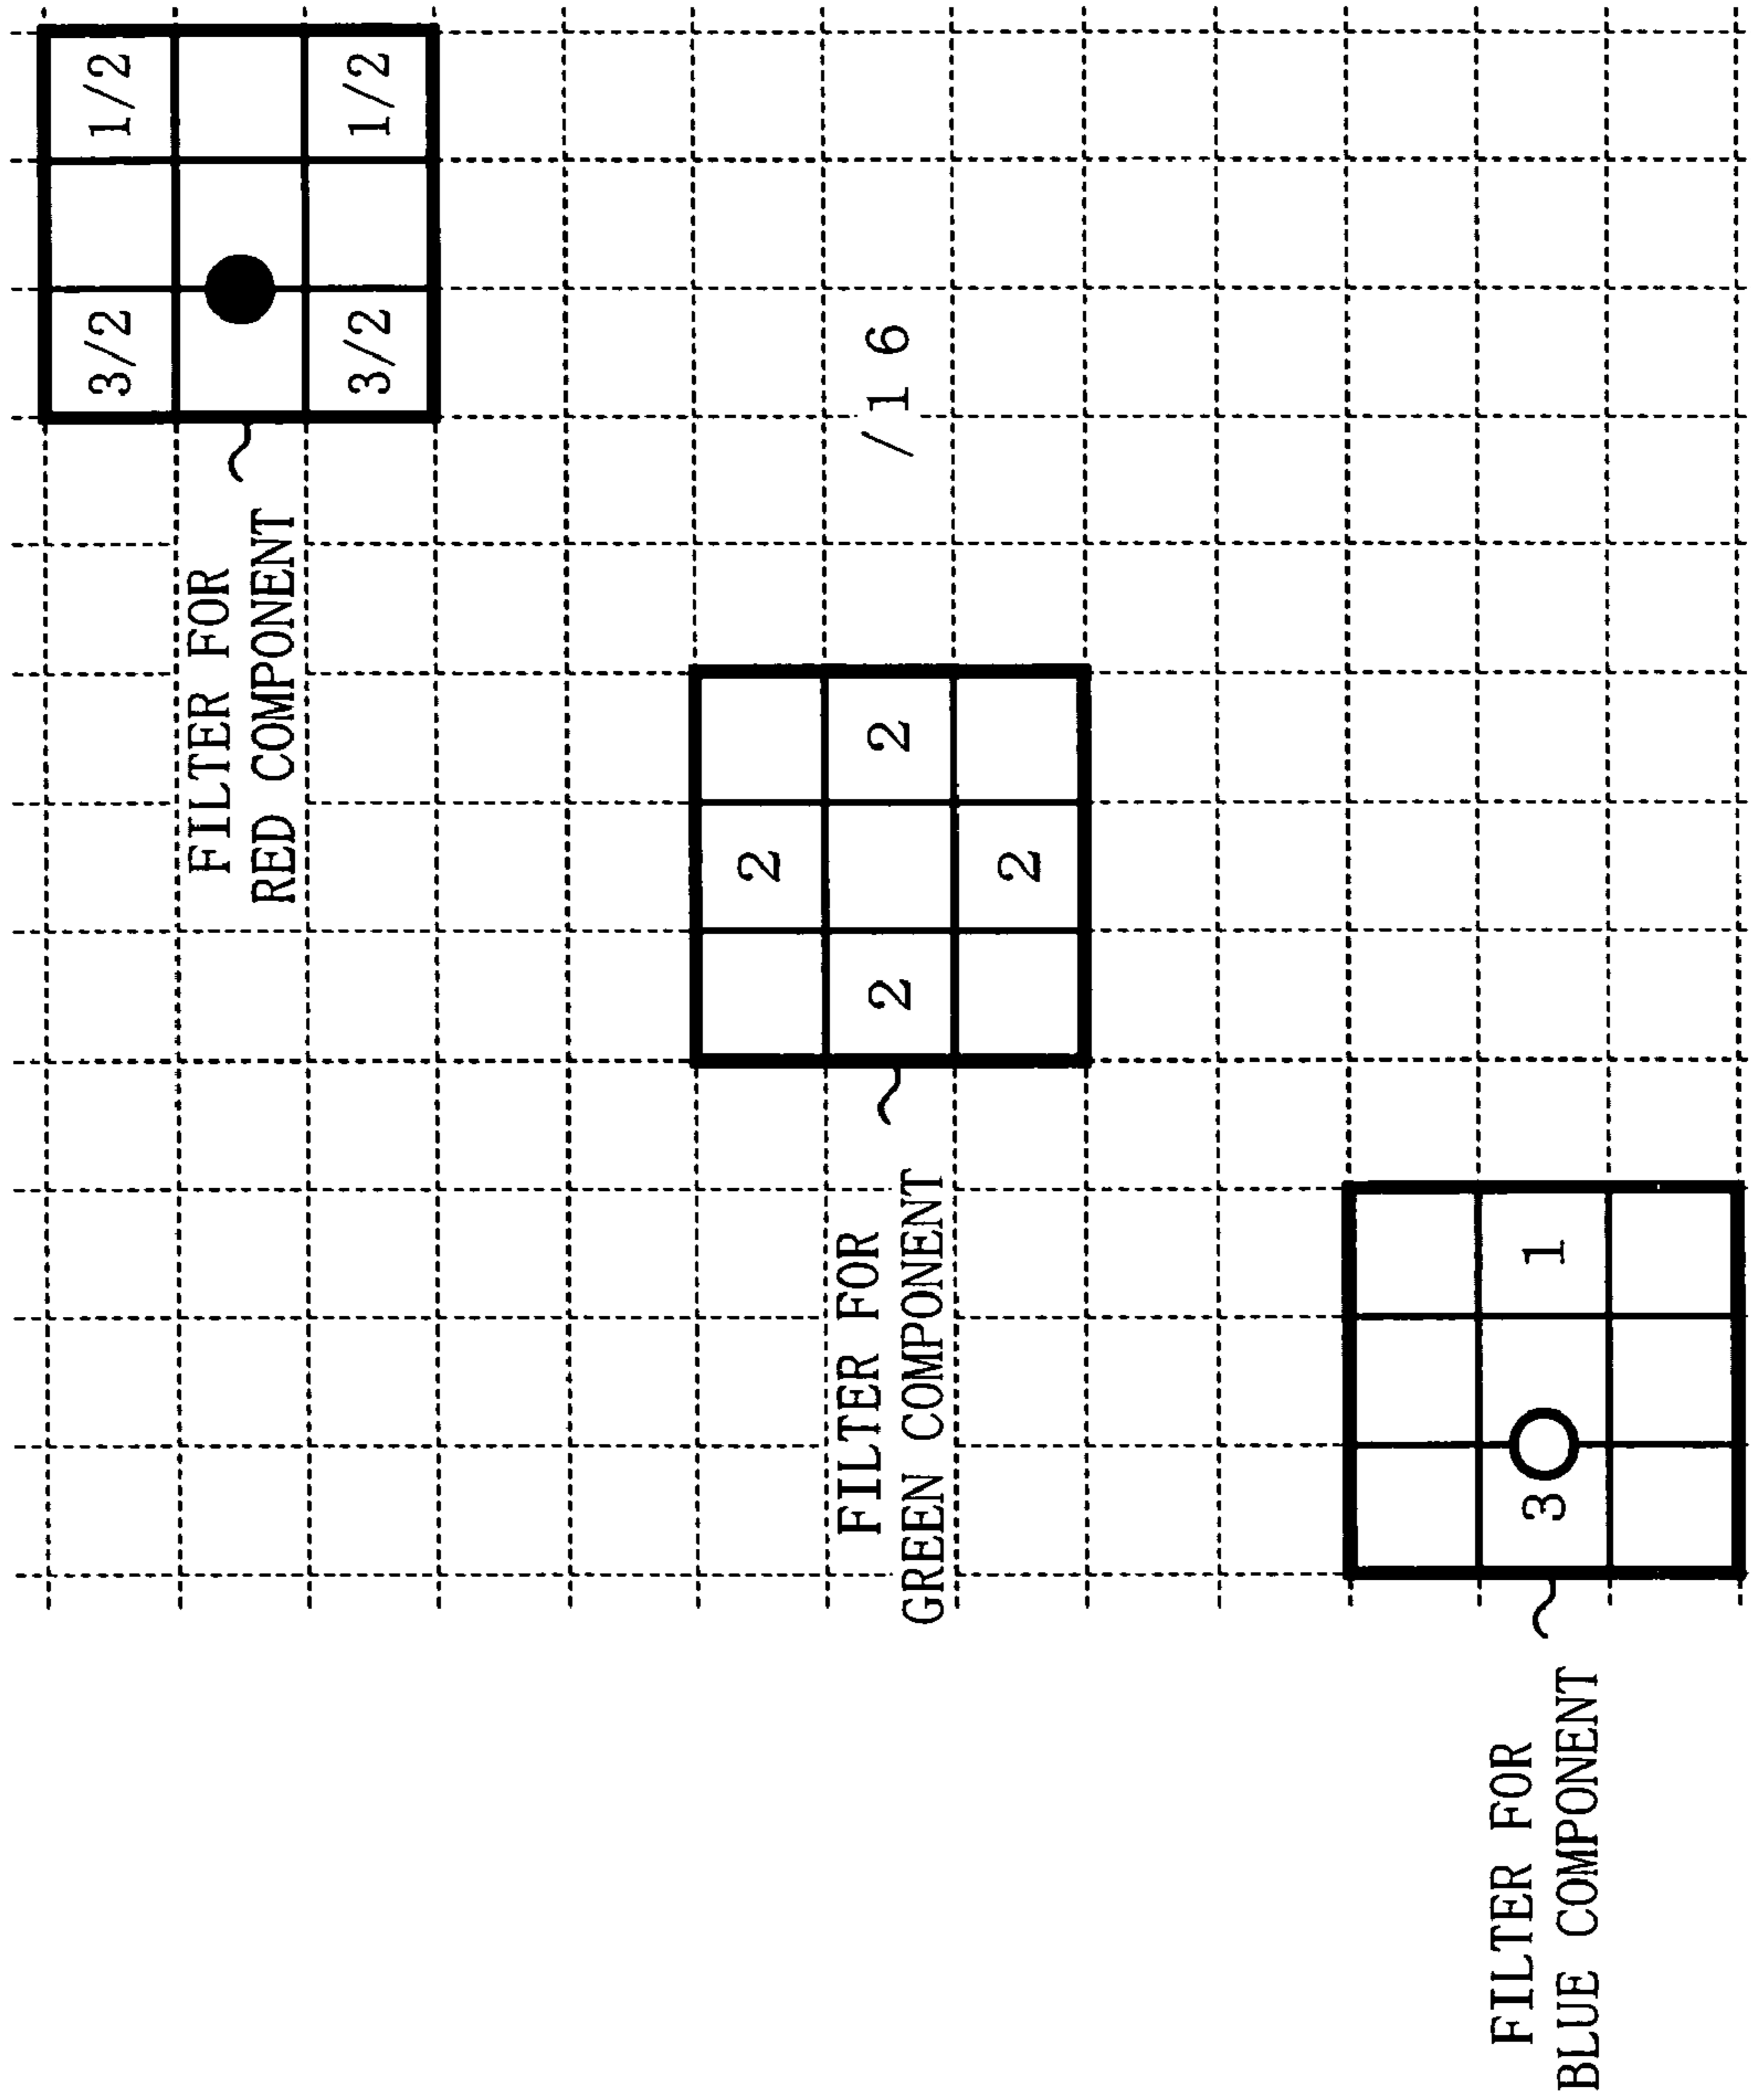 3/2 1/2
FILTER FOR
RED COMPONENT
3/2 1/2
2
FILTER FOR
GREEN COMPONENT
2 2
/16
2
FILTER FOR
BLUE COMPONENT
3 1